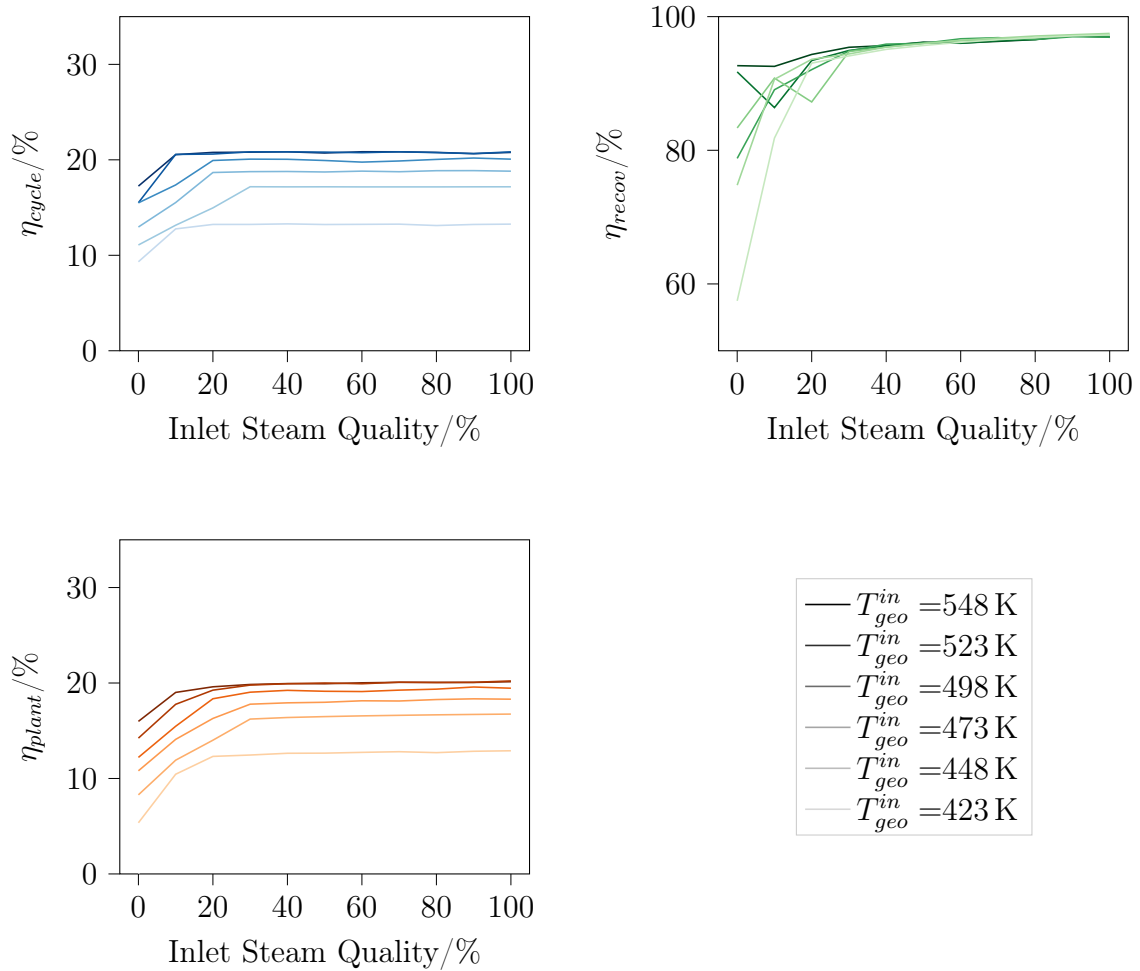 30
20
10
0
η_cycle/%
0 20 40 60 80 100
Inlet Steam Quality/%
100
80
60
η_recov/%
0 20 40 60 80 100
Inlet Steam Quality/%
30
20
10
0
η_plant/%
0 20 40 60 80 100
Inlet Steam Quality/%
T_geo^in =548 K
T_geo^in =523 K
T_geo^in =498 K
T_geo^in =473 K
T_geo^in =448 K
T_geo^in =423 K